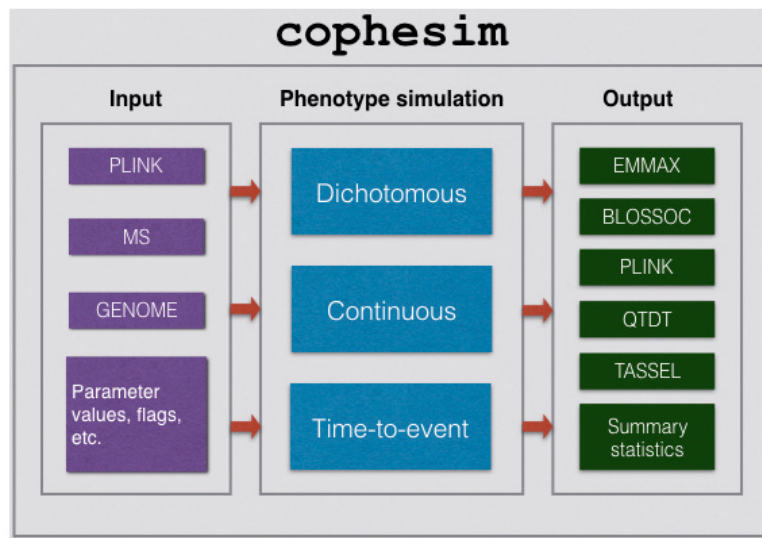 cophesim
Input
Phenotype simulation
Output
PLINK
MS
GENOME
Parameter
values, flags,
etc.
Dichotomous
Continuous
Time-to-event
EMMAX
BLOSSOC
PLINK
QTDT
TASSEL
Summary
statistics